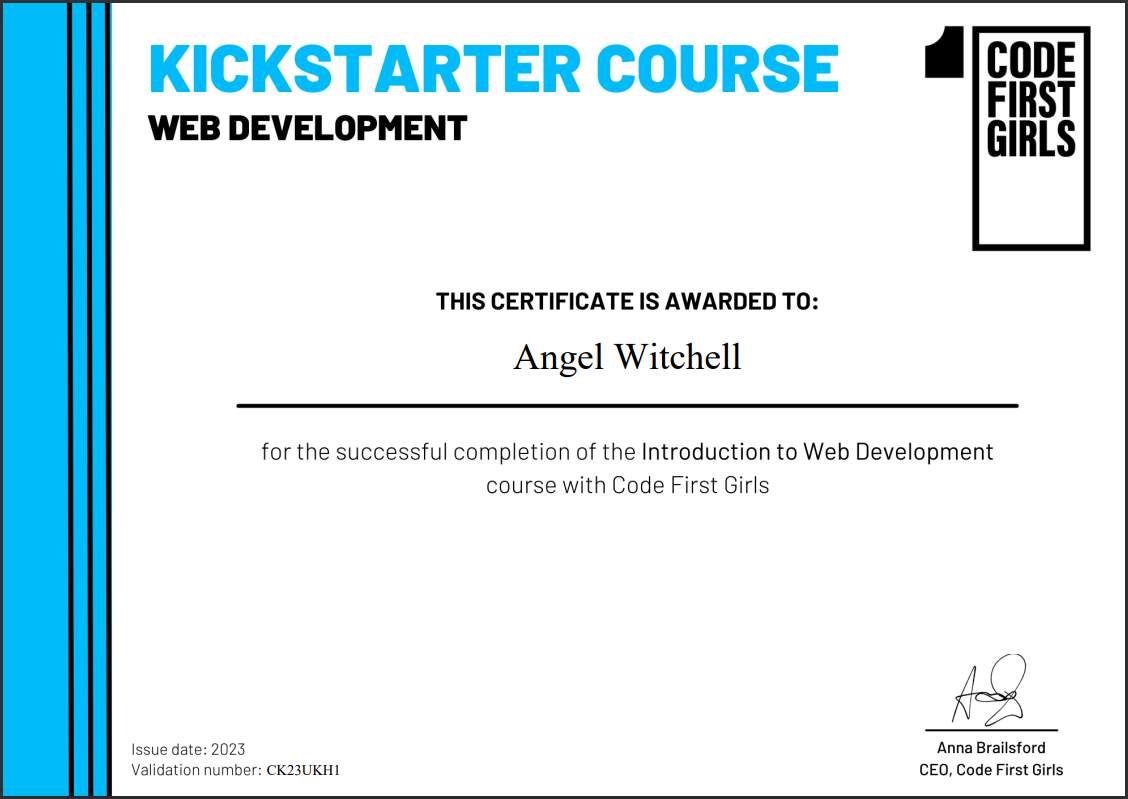 KICKSTARTER COURSE
WEB DEVELOPMENT
1
CODE
FIRST
GIRLS
THIS CERTIFICATE IS AWARDED TO:
Angel Witchell
for the successful completion of the Introduction to Web Development
course with Code First Girls
Issue date: 2023
Validation number: CK23UKH1
Anna Brailsford
CEO, Code First Girls